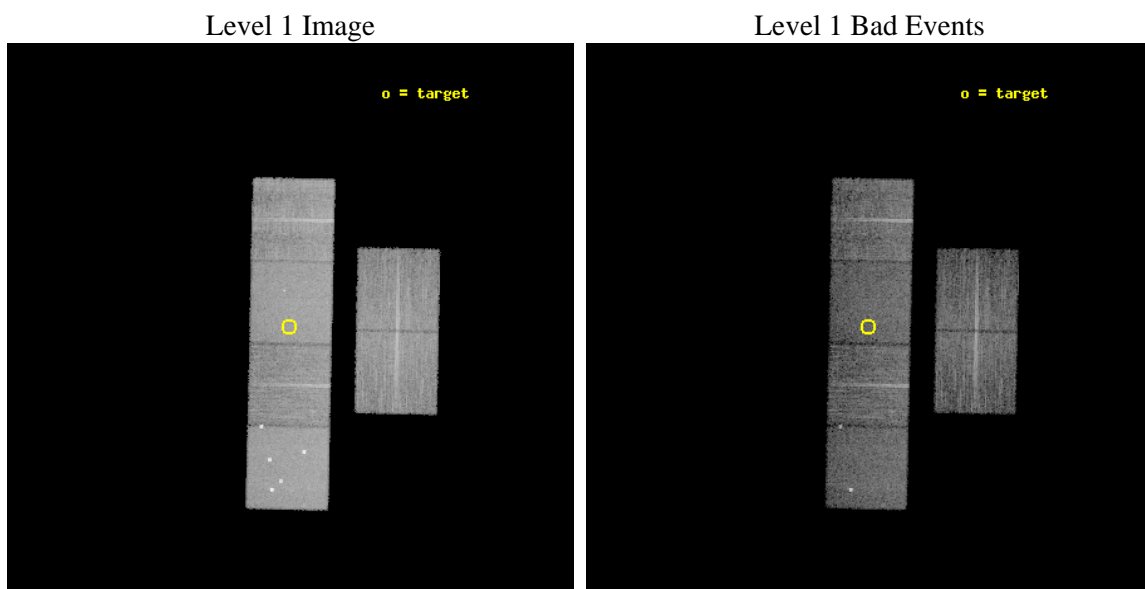 Level 1 Image
Level 1 Bad Events
o = target
o = target